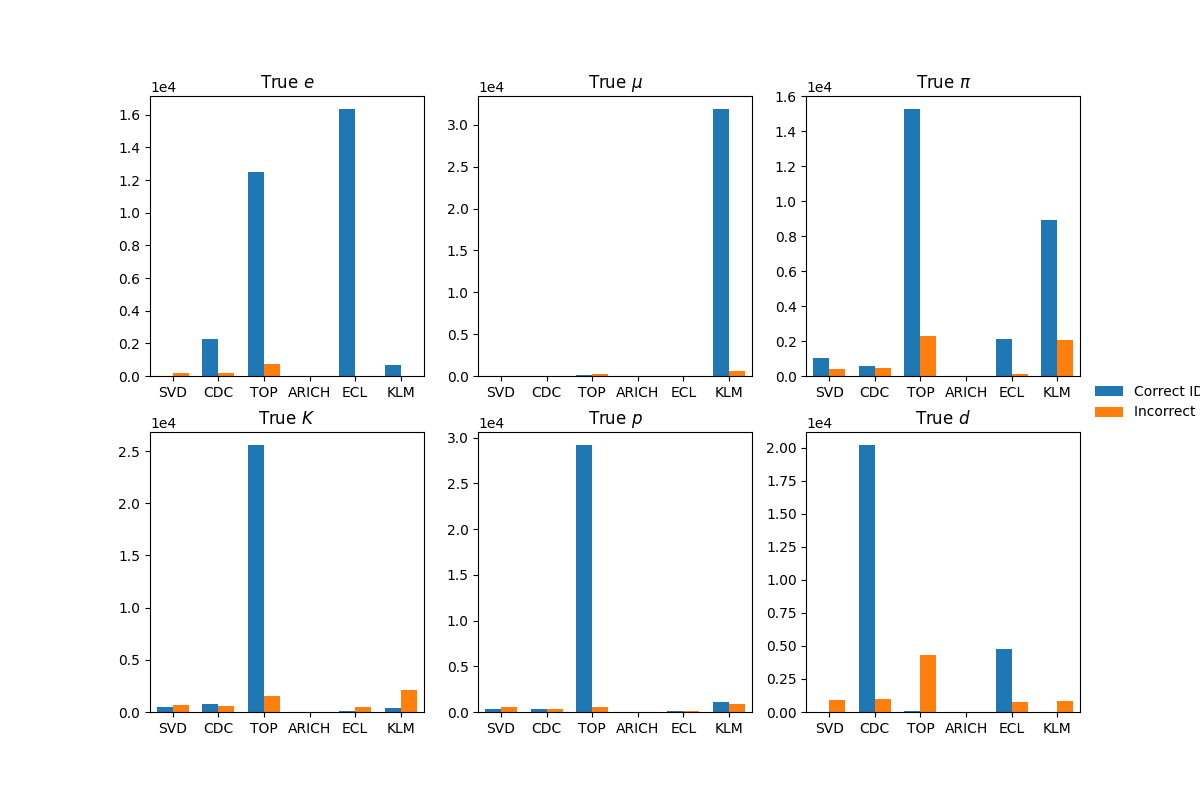 True e
1e4
1.6
1.4
1.2
1.0
0.8
0.6
0.4
0.2
0.0
SVD CDC TOP ARICH ECL KLM
True μ
1e4
3.0
2.5
2.0
1.5
1.0
0.5
0.0
SVD CDC TOP ARICH ECL KLM
True π
1e4
1.6
1.4
1.2
1.0
0.8
0.6
0.4
0.2
0.0
SVD CDC TOP ARICH ECL KLM
Correct ID
Incorrect
True K
1e4
2.5
2.0
1.5
1.0
0.5
0.0
SVD CDC TOP ARICH ECL KLM
True p
1e4
3.0
2.5
2.0
1.5
1.0
0.5
0.0
SVD CDC TOP ARICH ECL KLM
True d
1e4
2.00
1.75
1.50
1.25
1.00
0.75
0.50
0.25
0.00
SVD CDC TOP ARICH ECL KLM